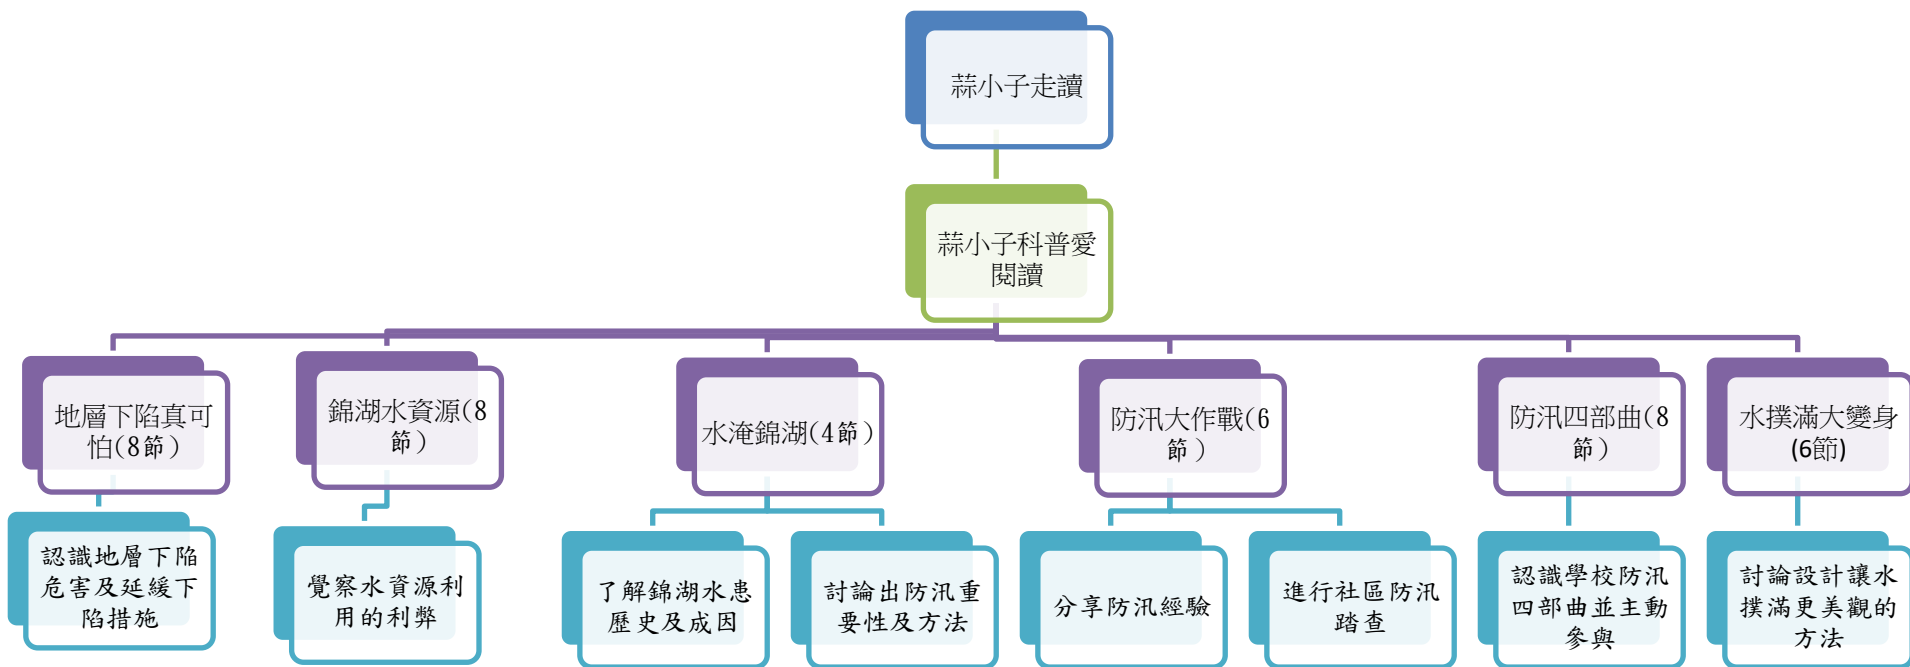 蒜小子走讀
蒜小子科普愛
閱讀
地層下陷真可
怕(8節)
錦湖水資源(8
節)
水淹錦湖(4節)
防汛大作戰(6
節)
防汛四部曲(8
節)
水撲滿大變身
(6節)
認識地層下陷
危害及延緩下
陷措施
覺察水資源利
用的利弊
了解錦湖水患
歷史及成因
討論出防汛重
要性及方法
分享防汛經驗
進行社區防汛
踏查
認識學校防汛
四部曲並主動
參與
討論設計讓水
撲滿更美觀的
方法